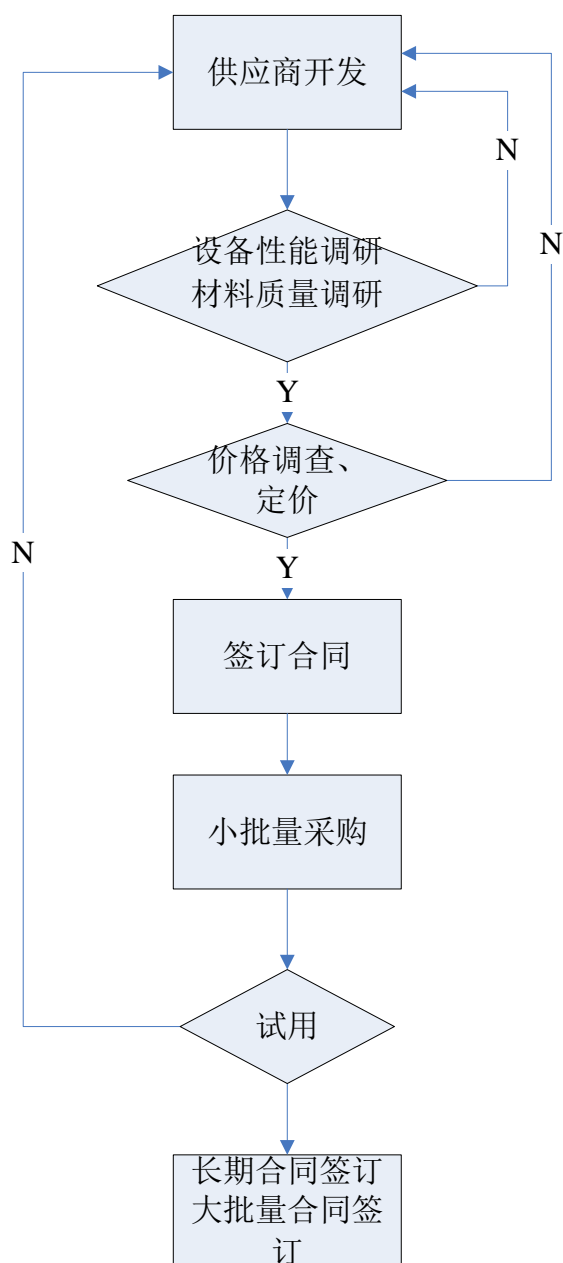 供应商开发
N
N
设备性能调研
材料质量调研
Y
价格调查、
定价
N
Y
签订合同
小批量采购
试用
长期合同签订
大批量合同签
订